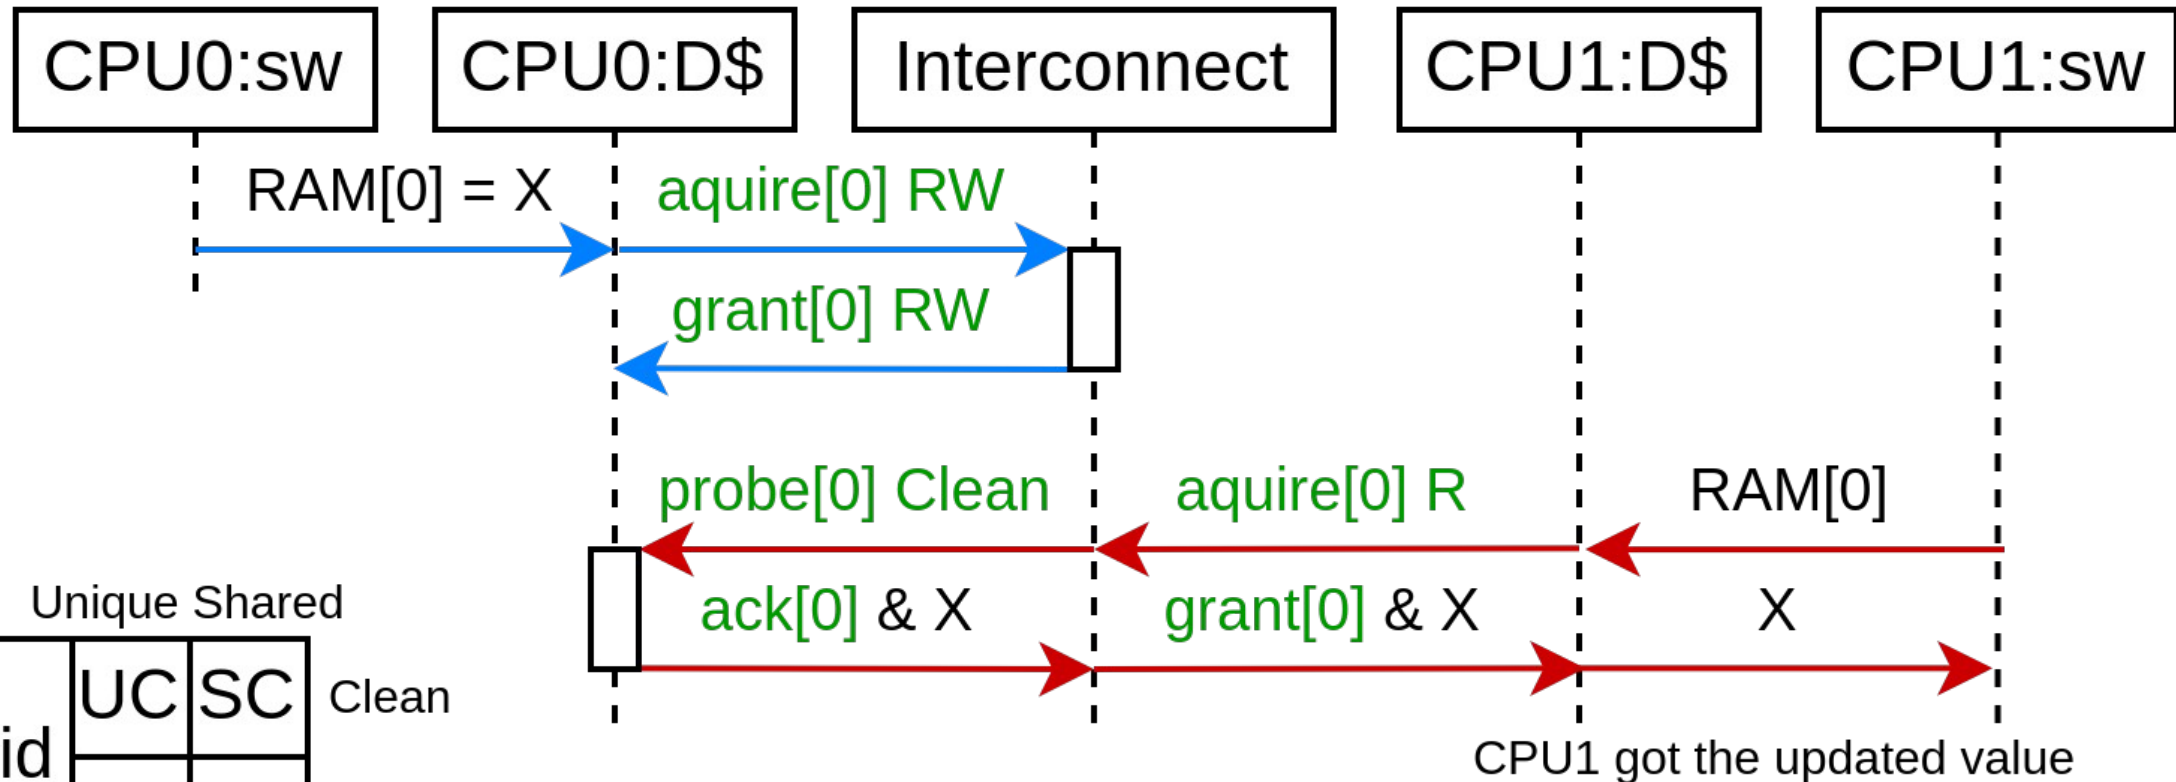 CPU0:sw CPU0:D$ Interconnect CPU1:D$ CPU1:sw
RAM[0] = X aquire[0] RW
grant[0] RW
probe[0] Clean aquire[0] R RAM[0]
ack[0] & X grant[0] & X X
Unique Shared
UC SC Clean
id
CPU1 got the updated value